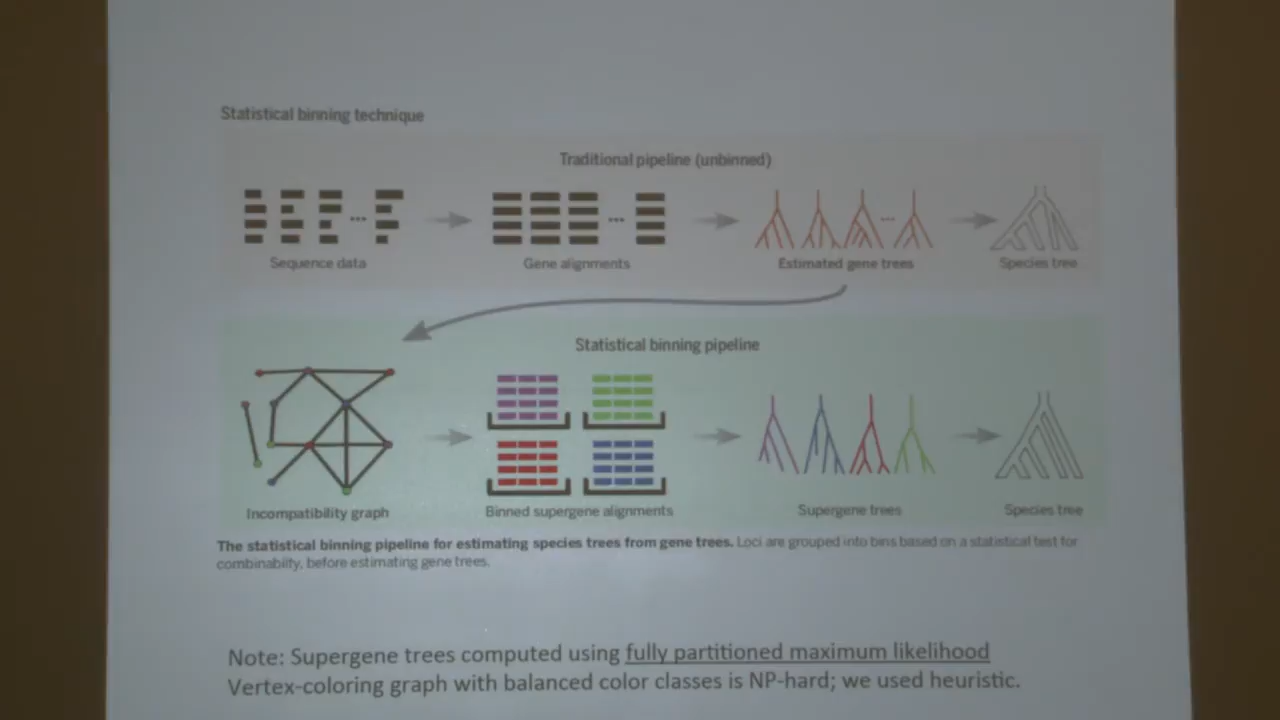 Statistical binning technique
Traditional pipeline (unbinned)
Sequence data
Gene alignments
Estimated gene trees
Species tree
Statistical binning pipeline
Incompatibility graph
Binned supergene alignments
Supergene trees
Species tree
The statistical binning pipeline for estimating species trees from gene trees. Loci are grouped into bins based on a statistical test for
combinability, before estimating gene trees.
Note: Supergene trees computed using fully partitioned maximum likelihood
Vertex-coloring graph with balanced color classes is NP-hard; we used heuristic.